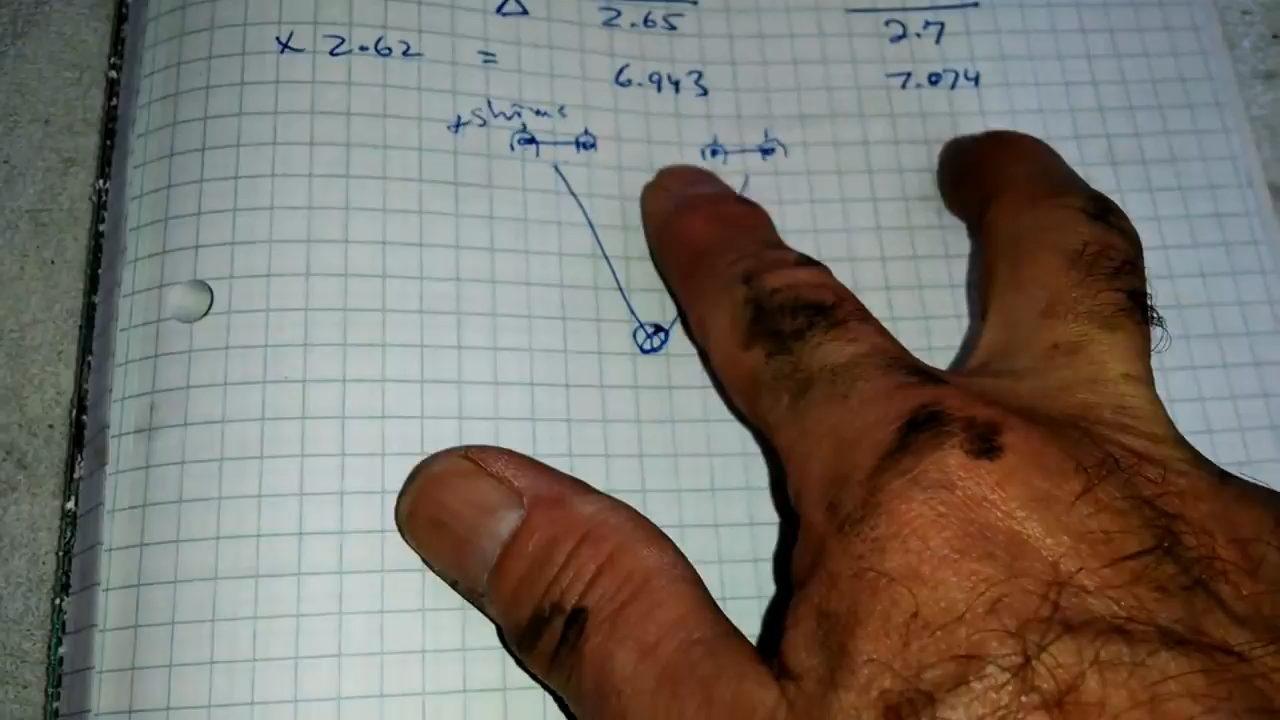 Δ 2.65 2.7
x 2.62 = 6.943 7.074
+shims